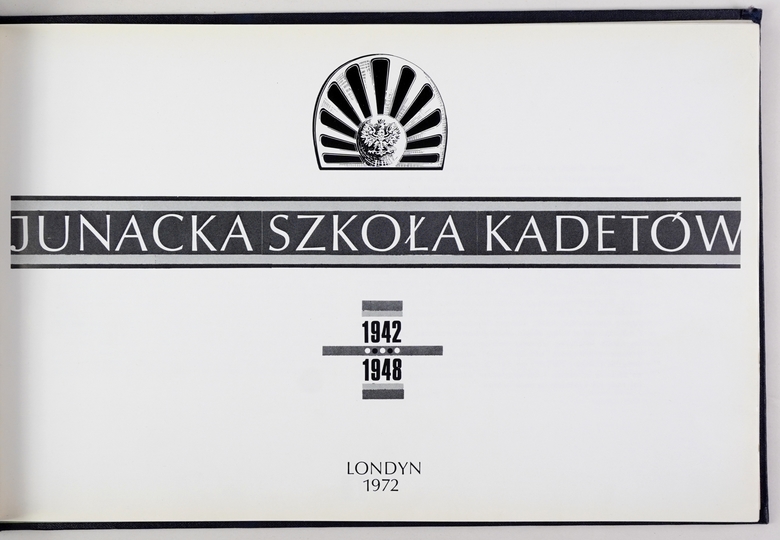 JUNACKA SZKOŁA KADETÓW
1942
1948
LONDYN
1972